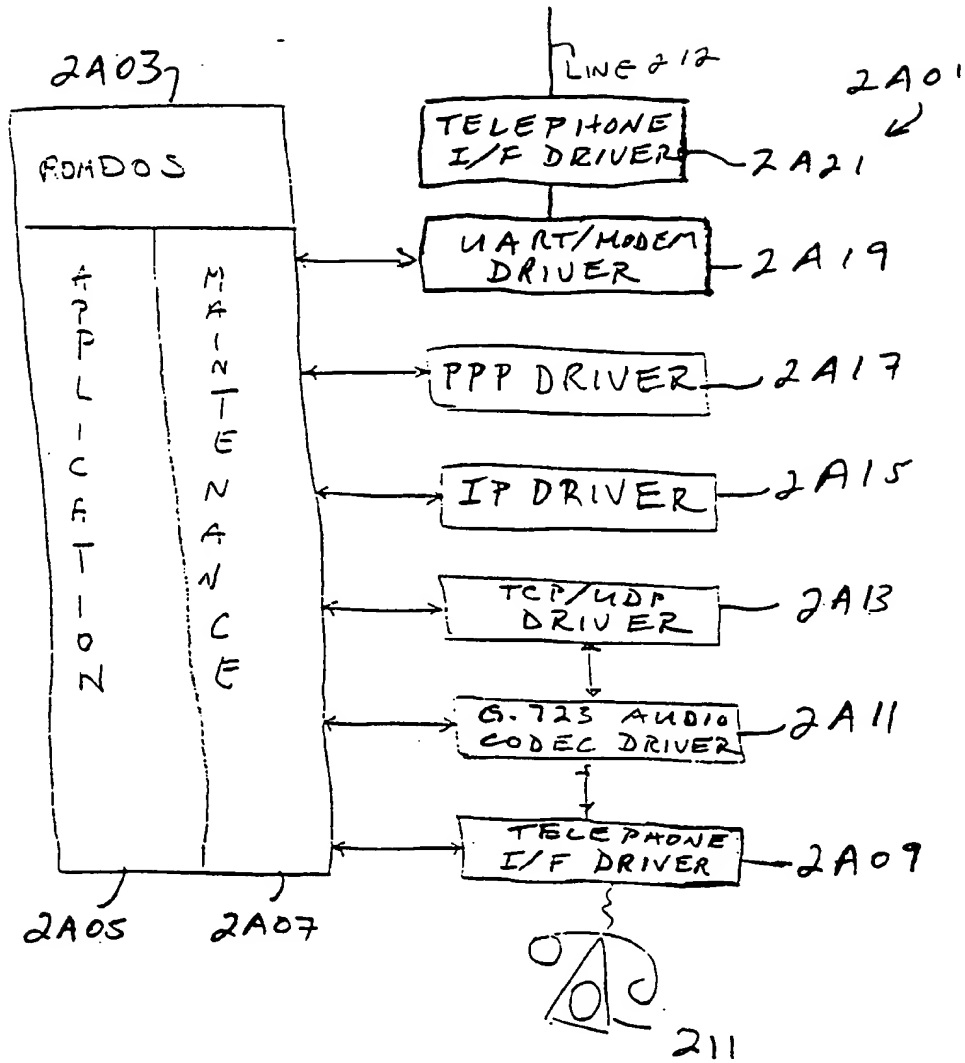 LINE 212
2A03
2A01
TELEPHONE
I/F DRIVER
2A21
ROMDOS
UART/MODEM
DRIVER
2A19
APPLICATION
MAINTENANCE
PPP DRIVER
2A17
IP DRIVER
2A15
TCP/UDP
DRIVER
2A13
G.723 AUDIO
CODEC DRIVER
2A11
TELEPHONE
I/F DRIVER
2A09
2A05
2A07
211